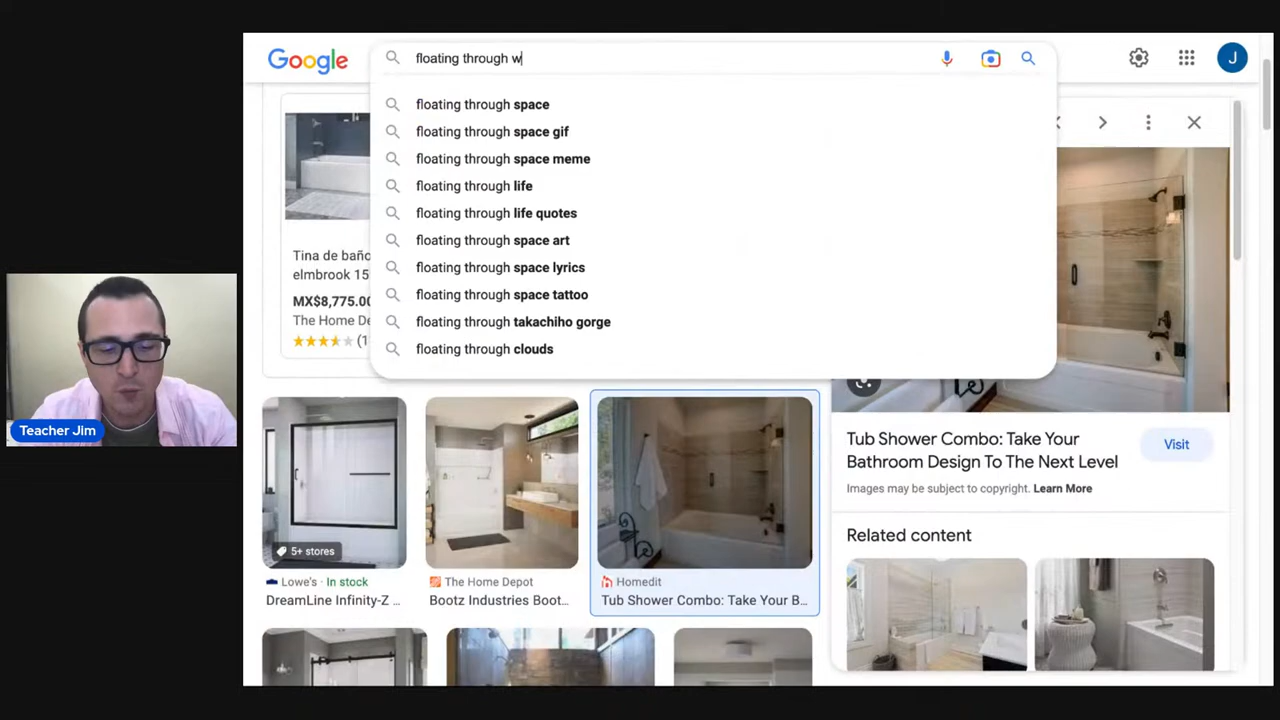 Google
floating through w
J
floating through space
floating through space gif
floating through space meme
floating through life
floating through life quotes
floating through space art
floating through space lyrics
floating through space tattoo
floating through takachiho gorge
floating through clouds
Tina de baño
elmbrook 15
MX$8,775.00
The Home De
(1
Teacher Jim
5+ stores
Lowe's · In stock
DreamLine Infinity-Z ...
The Home Depot
Bootz Industries Boot...
Homedit
Tub Shower Combo: Take Your B...
Tub Shower Combo: Take Your
Bathroom Design To The Next Level
Visit
Images may be subject to copyright. Learn More
Related content